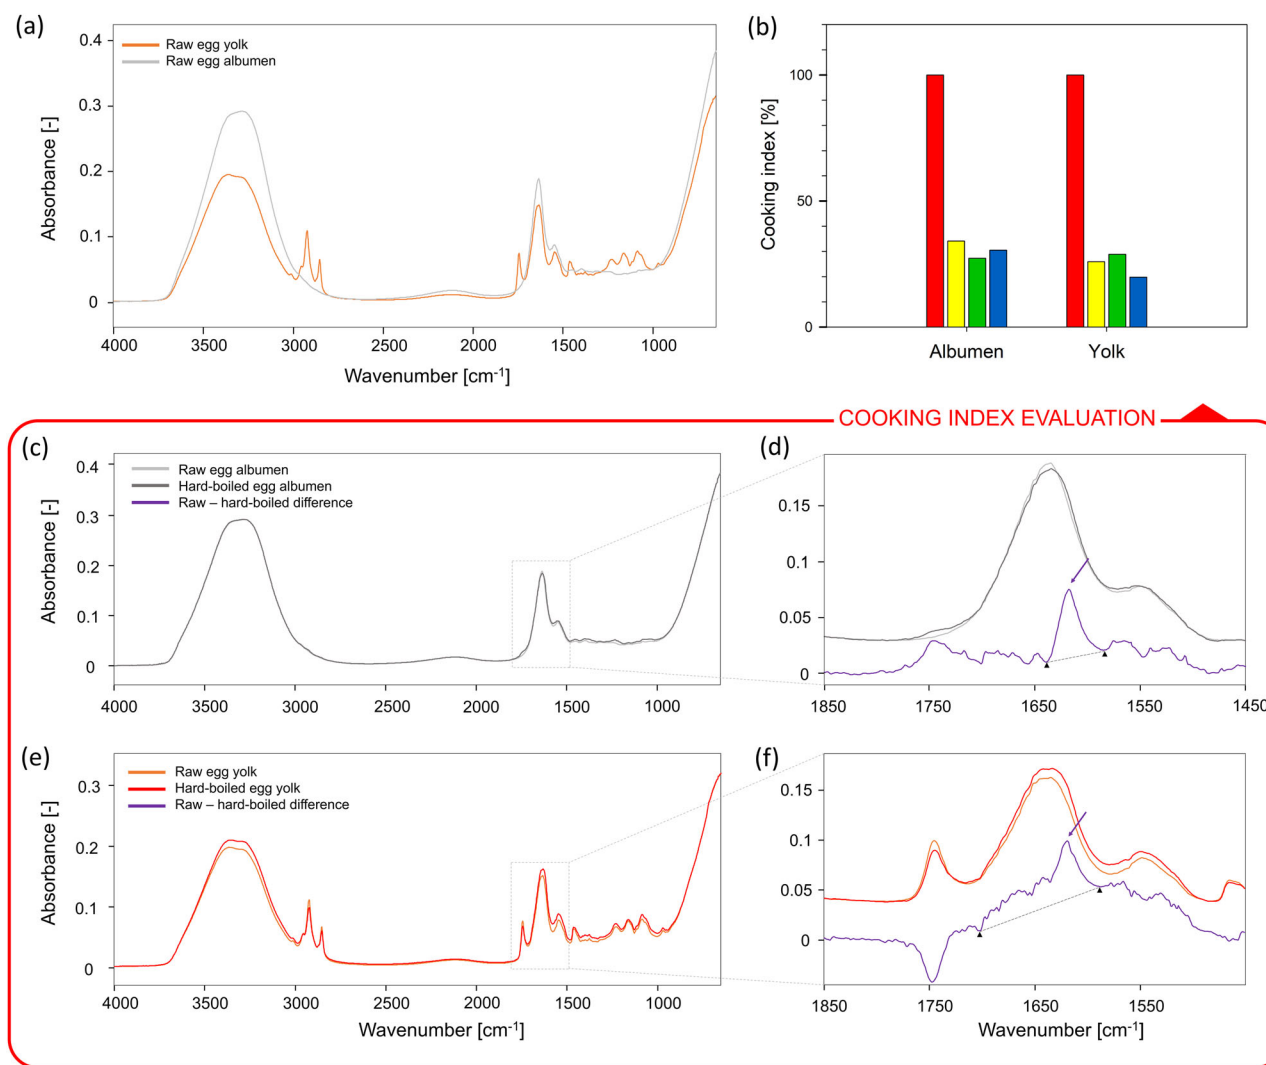 (a)
Raw egg yolk
Raw egg albumen
0.4
0.3
0.2
0.1
0
Absorbance [-]
4000 3500 3000 2500 2000 1500 1000
Wavenumber [cm-1]
(b)
Cooking index [%]
100
50
0
Albumen Yolk
COOKING INDEX EVALUATION
(c)
Raw egg albumen
Hard-boiled egg albumen
Raw – hard-boiled difference
0.4
0.3
0.2
0.1
0
Absorbance [-]
4000 3500 3000 2500 2000 1500 1000
(d)
0.15
0.1
0.05
0
1850 1750 1650 1550 1450
(e)
Raw egg yolk
Hard-boiled egg yolk
Raw – hard-boiled difference
0.3
0.2
0.1
0
Absorbance [-]
4000 3500 3000 2500 2000 1500 1000
Wavenumber [cm-1]
(f)
0.15
0.1
0.05
0
1850 1750 1650 1550
Wavenumber [cm-1]